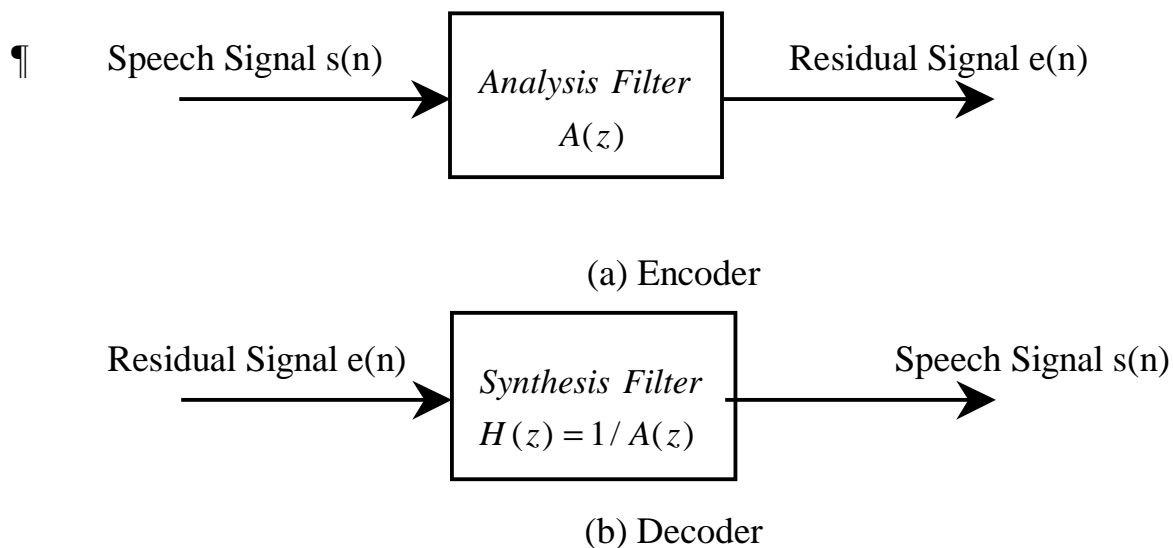 ¶
Speech Signal s(n)
Residual Signal e(n)
Analysis Filter
A(z)
(a) Encoder
Residual Signal e(n)
Speech Signal s(n)
Synthesis Filter
H(z)=1/ A(z)
(b) Decoder